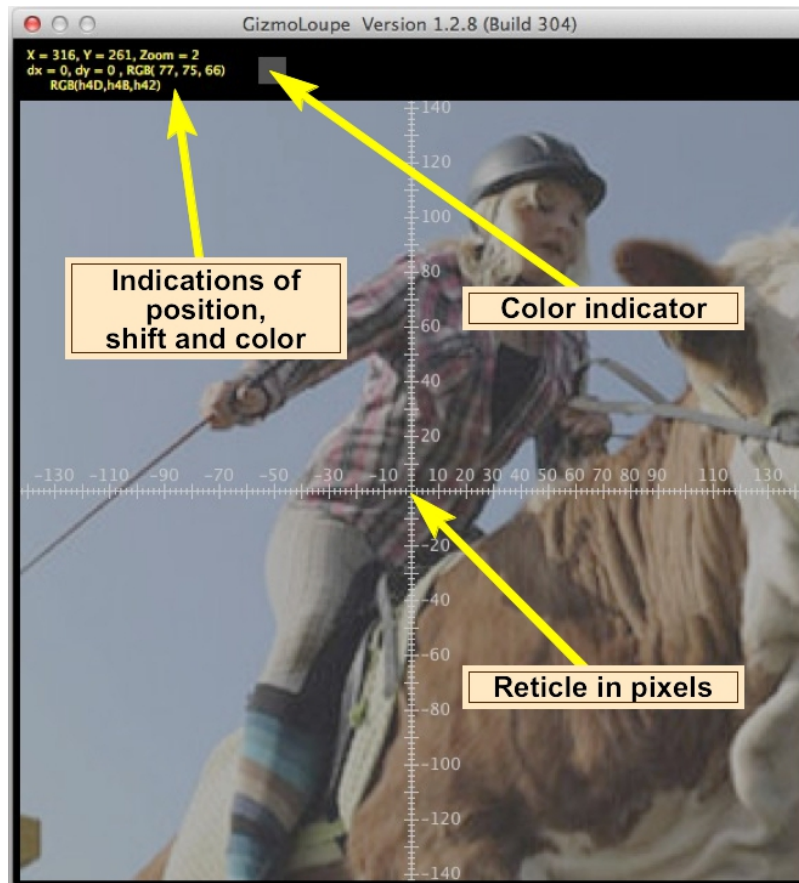 GizmoLoupe Version 1.2.8 (Build 304)
X = 316, Y = 261, Zoom = 2
dx = 0, dy = 0 , RGB( 77, 75, 66)
RGB(h4D,h4B,h42)
Indications of
position,
shift and color
Color indicator
Reticle in pixels
140
120
100
80
60
40
20
-130 -110 -90 -70 -50 -30 -10 10 20 30 40 50 60 70 80 90 110 130
-20
-40
-60
-80
-100
-120
-140